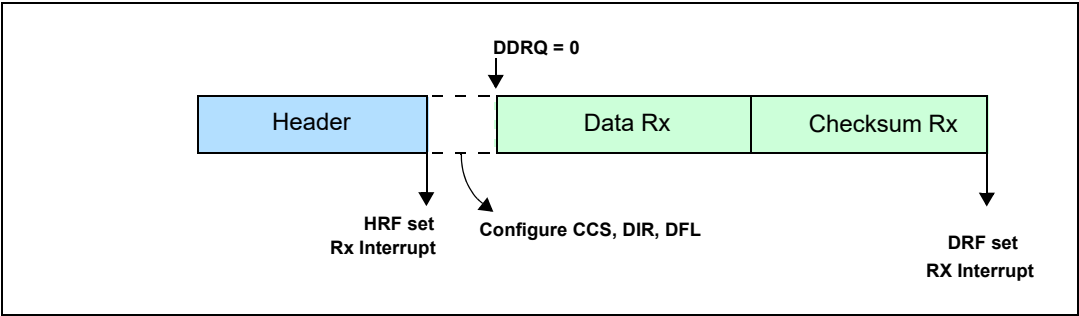 DDRQ = 0
Header
Data Rx
Checksum Rx
HRF set
Rx Interrupt
Configure CCS, DIR, DFL
DRF set
RX Interrupt